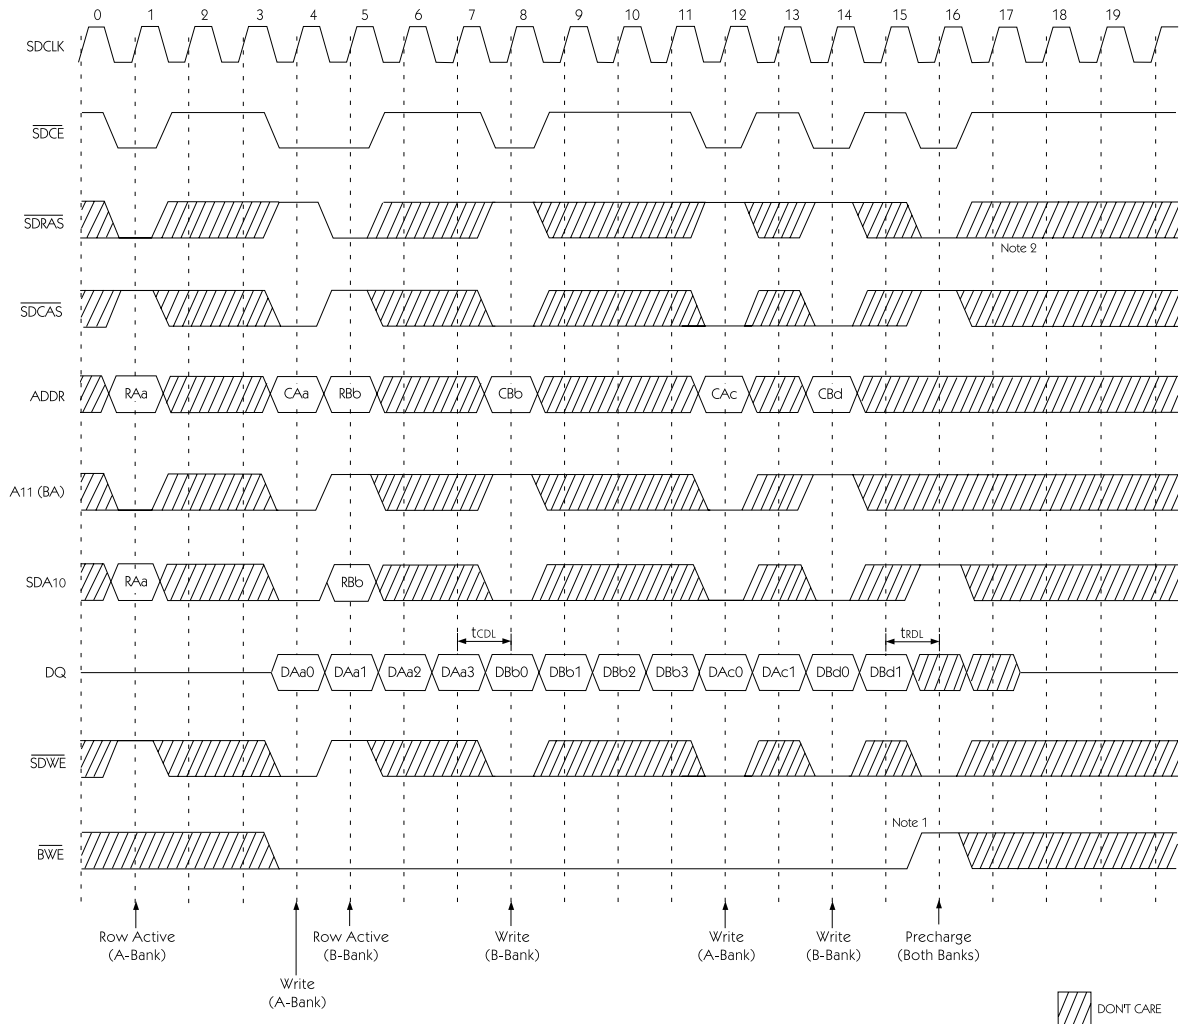 0 1 2 3 4 5 6 7 8 9 10 11 12 13 14 15 16 17 18 19
SDCLK
SDCE
SDRAS
Note 2
SDCAS
ADDR RAa CAa RBb CBb CAc CBd
A11 (BA)
SDA10 RAa RBb
tCDL tRDL
DQ DAa0 DAa1 DAa2 DAa3 DBb0 DBb1 DBb2 DBb3 DAc0 DAc1 DBd0 DBd1
SDWE
Note 1
BWE
Row Active Row Active Write Write Write Precharge
(A-Bank) (B-Bank) (B-Bank) (A-Bank) (B-Bank) (Both Banks)
Write
(A-Bank)
DON'T CARE